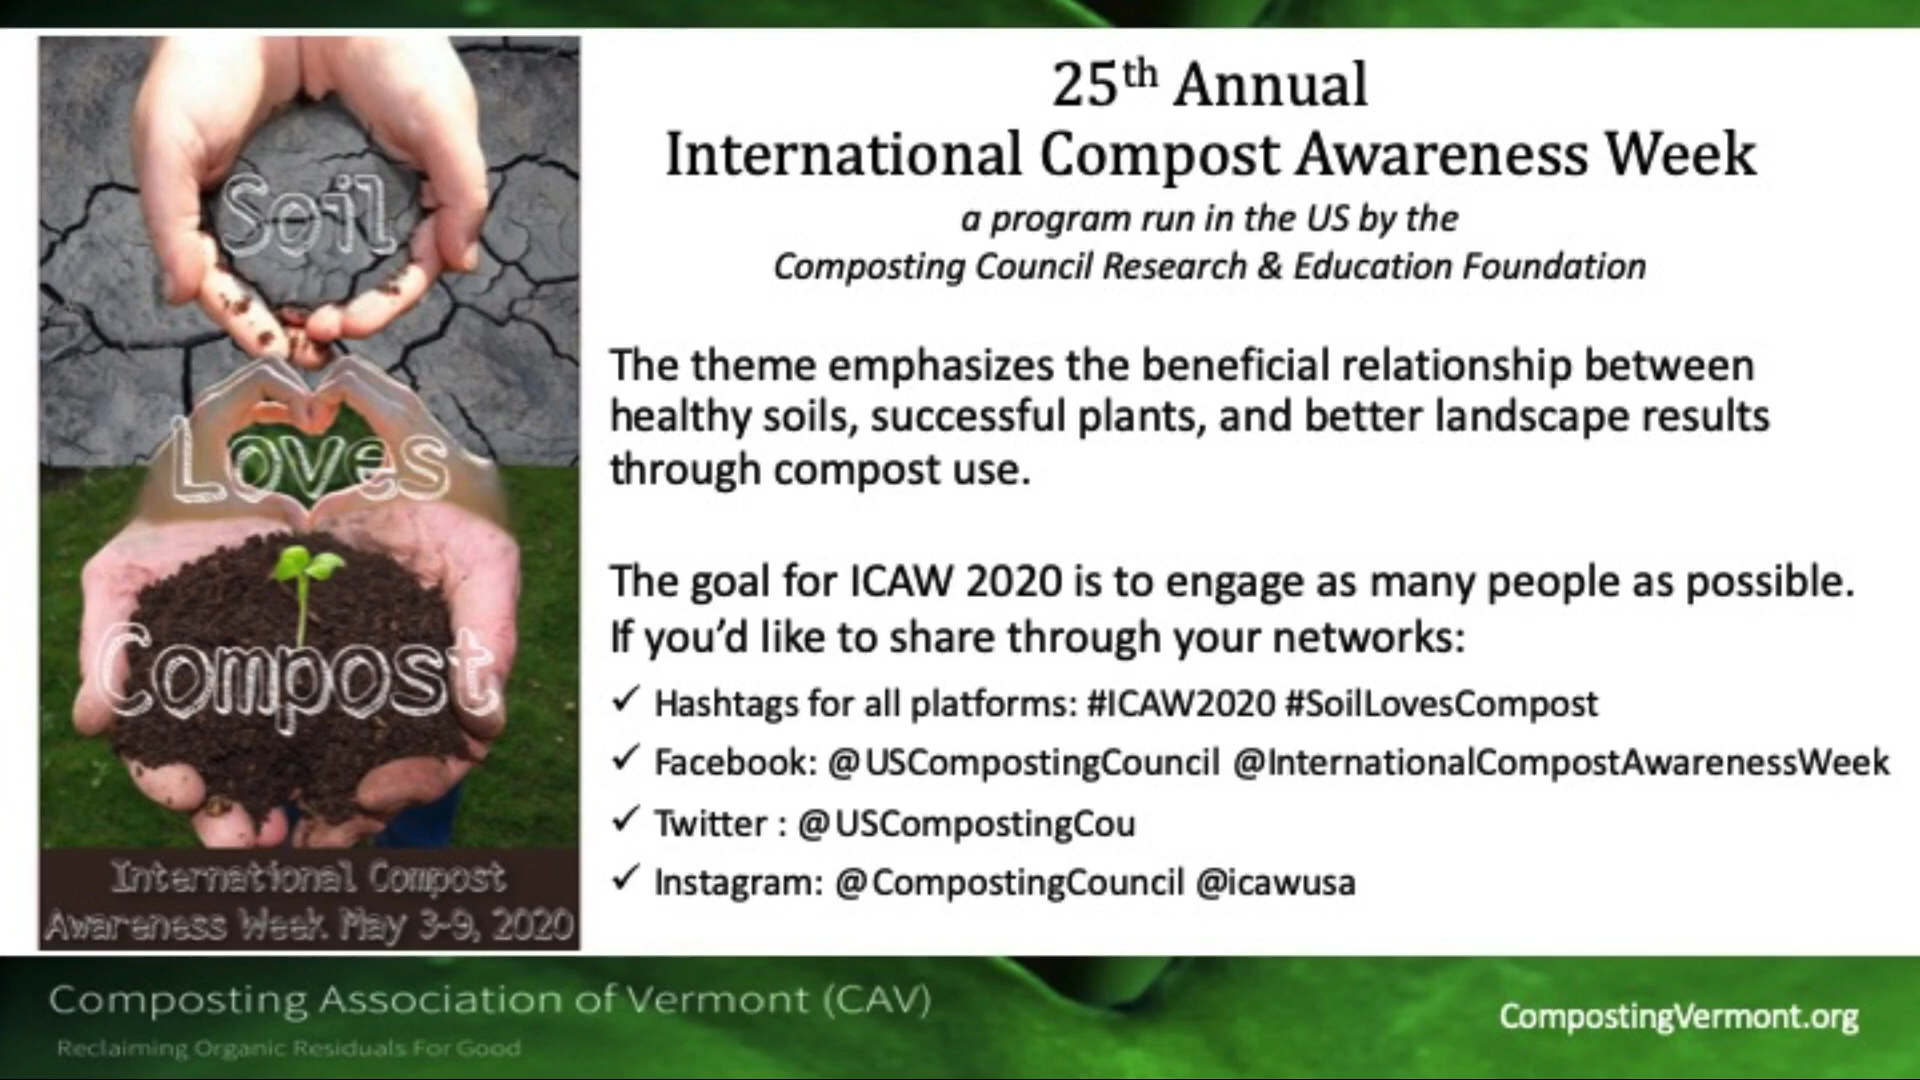 Soil
Loves
Compost
International Compost
Awareness Week May 3-9, 2020
25th Annual
International Compost Awareness Week
a program run in the US by the
Composting Council Research & Education Foundation
The theme emphasizes the beneficial relationship between
healthy soils, successful plants, and better landscape results
through compost use.
The goal for ICAW 2020 is to engage as many people as possible.
If you’d like to share through your networks:
✓ Hashtags for all platforms: #ICAW2020 #SoilLovesCompost
✓ Facebook: @USCompostingCouncil @InternationalCompostAwarenessWeek
✓ Twitter : @USCompostingCou
✓ Instagram: @CompostingCouncil @icawusa
Composting Association of Vermont (CAV)
Reclaiming Organic Residuals For Good
CompostingVermont.org